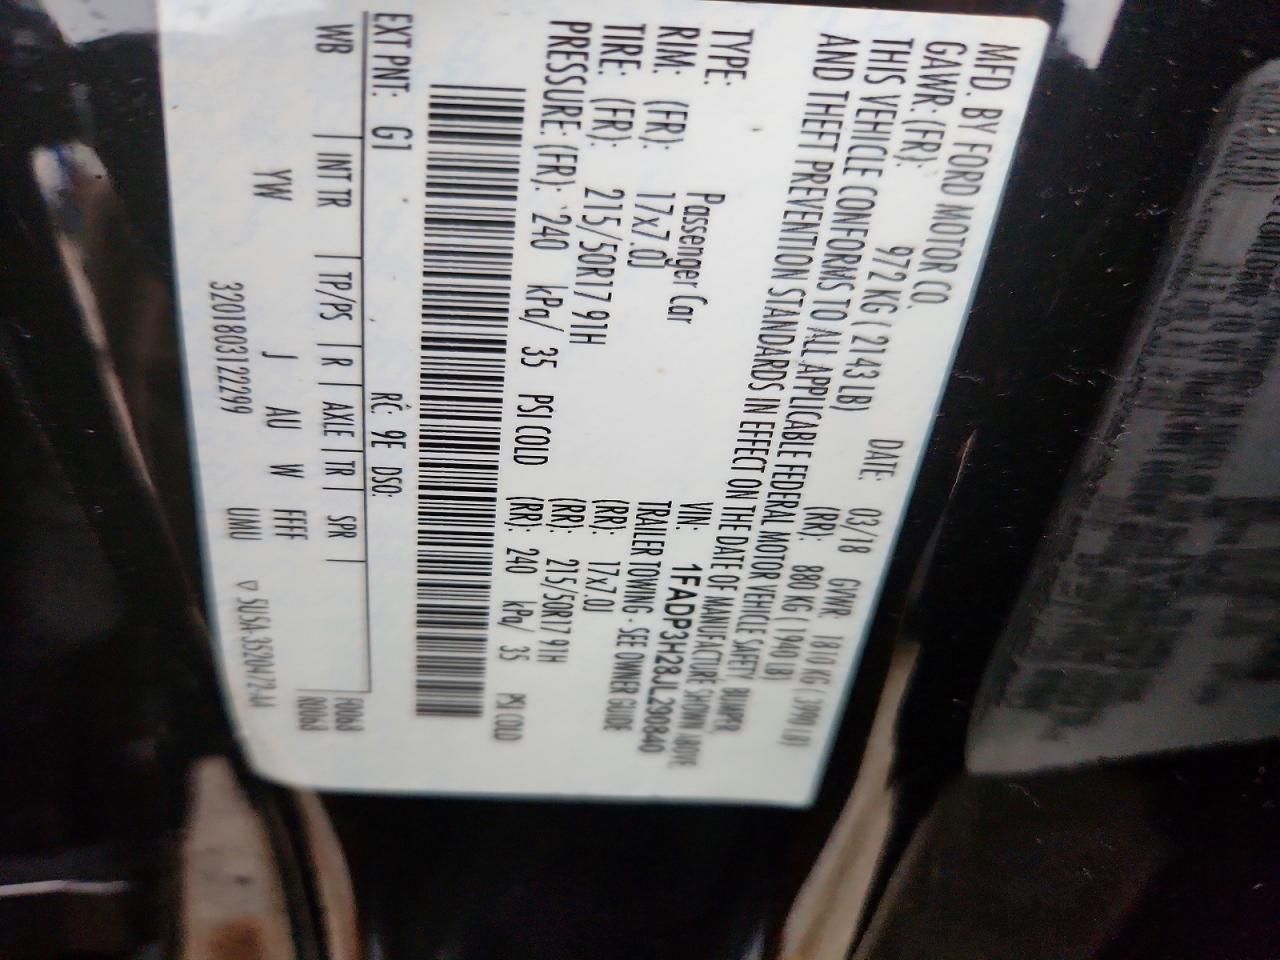 MFD. BY FORD MOTOR CO.
DATE: 03/18 GVWR: 1810 KG ( 3990 LB)
GAWR: (FR): 972 KG ( 2143 LB) (RR): 880 KG ( 1940 LB)
THIS VEHICLE CONFORMS TO ALL APPLICABLE FEDERAL MOTOR VEHICLE SAFETY BUMPER,
AND THEFT PREVENTION STANDARDS IN EFFECT ON THE DATE OF MANUFACTURE SHOWN ABOVE.
VIN: 1FADP3H28JL290840
TYPE: Passenger Car TRAILER TOWING - SEE OWNER GUIDE
RIM: (FR): 17x7.0J (RR): 17x7.0J
TIRE: (FR): 215/50R17 91H (RR): 215/50R17 91H
PRESSURE: (FR): 240 kPa/ 35 PSI COLD (RR): 240 kPa/ 35 PSI COLD
EXT PNT: G1 RC: 9E DSO:
WB INT TR TP/PS R AXLE TR SPR
YW J AU W FFF
3201803122299 UMU